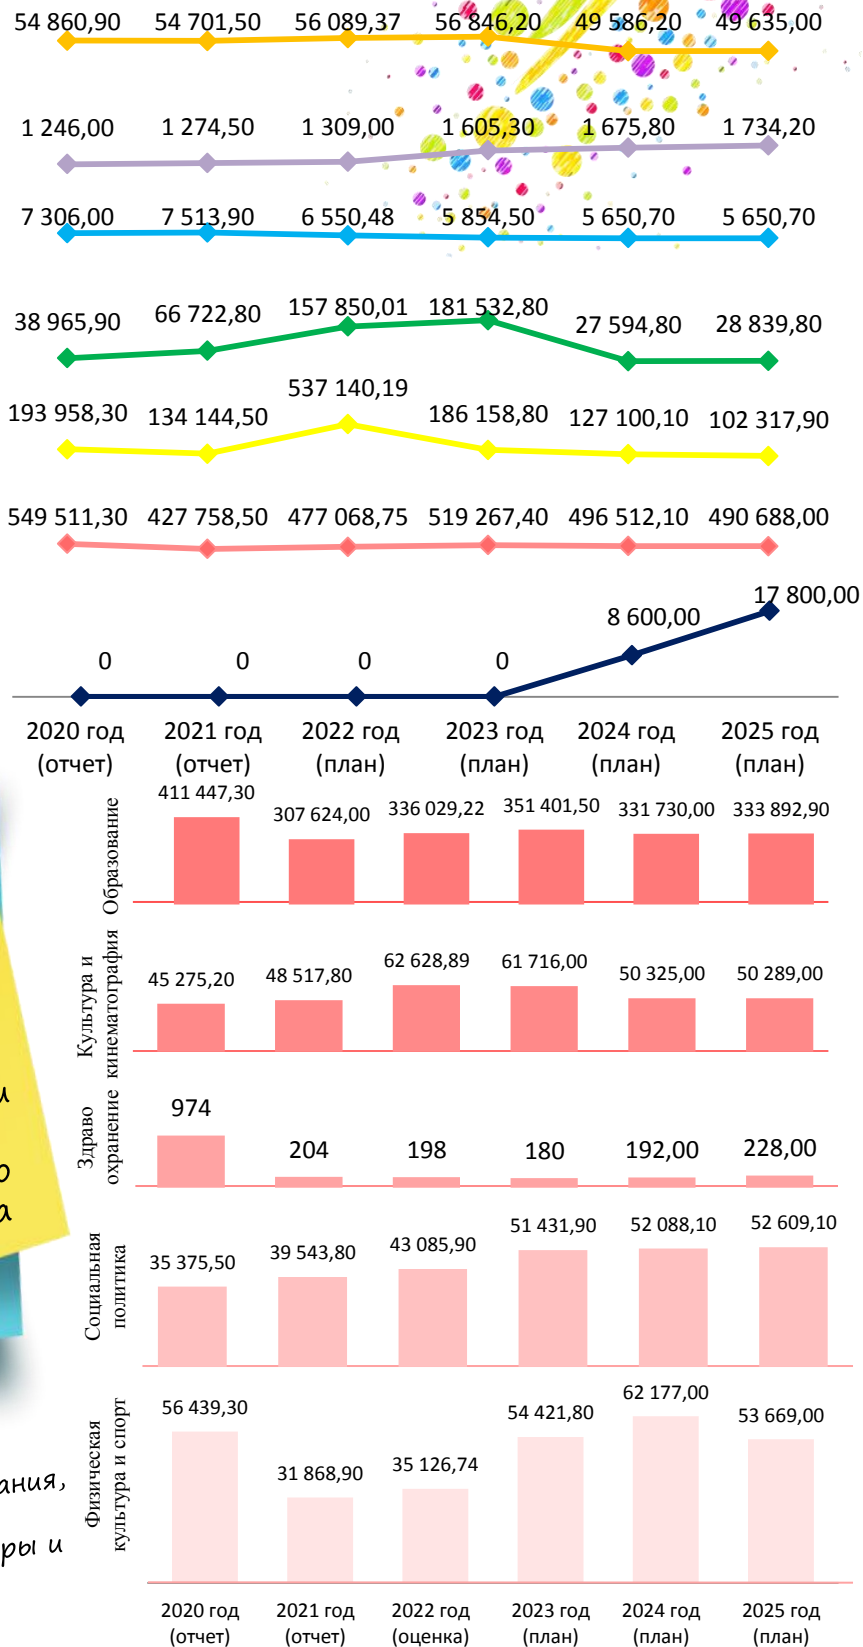 54 860,90 54 701,50 56 089,37 56 846,20 49 586,20 49 635,00
1 246,00 1 274,50 1 309,00 1 605,30 1 675,80 1 734,20
7 306,00 7 513,90 6 550,48 5 854,50 5 650,70 5 650,70
38 965,90 66 722,80 157 850,01 181 532,80 27 594,80 28 839,80
193 958,30 134 144,50 537 140,19 186 158,80 127 100,10 102 317,90
549 511,30 427 758,50 477 068,75 519 267,40 496 512,10 490 688,00
0 0 0 0 8 600,00 17 800,00
2020 год 2021 год 2022 год 2023 год 2024 год 2025 год
(отчет) (отчет) (план) (план) (план) (план)
Образование
411 447,30 307 624,00 336 029,22 351 401,50 331 730,00 333 892,90
Культура и
кинематография
45 275,20 48 517,80 62 628,89 61 716,00 50 325,00 50 289,00
и
Здраво
охранение
974 204 198 180 192,00 228,00
о
а
Социальная
политика
35 375,50 39 543,80 43 085,90 51 431,90 52 088,10 52 609,10
Физическая
культура и спорт
56 439,30 31 868,90 35 126,74 54 421,80 62 177,00 53 669,00
ания,
ры и
2020 год 2021 год 2022 год 2023 год 2024 год 2025 год
(отчет) (отчет) (оценка) (план) (план) (план)